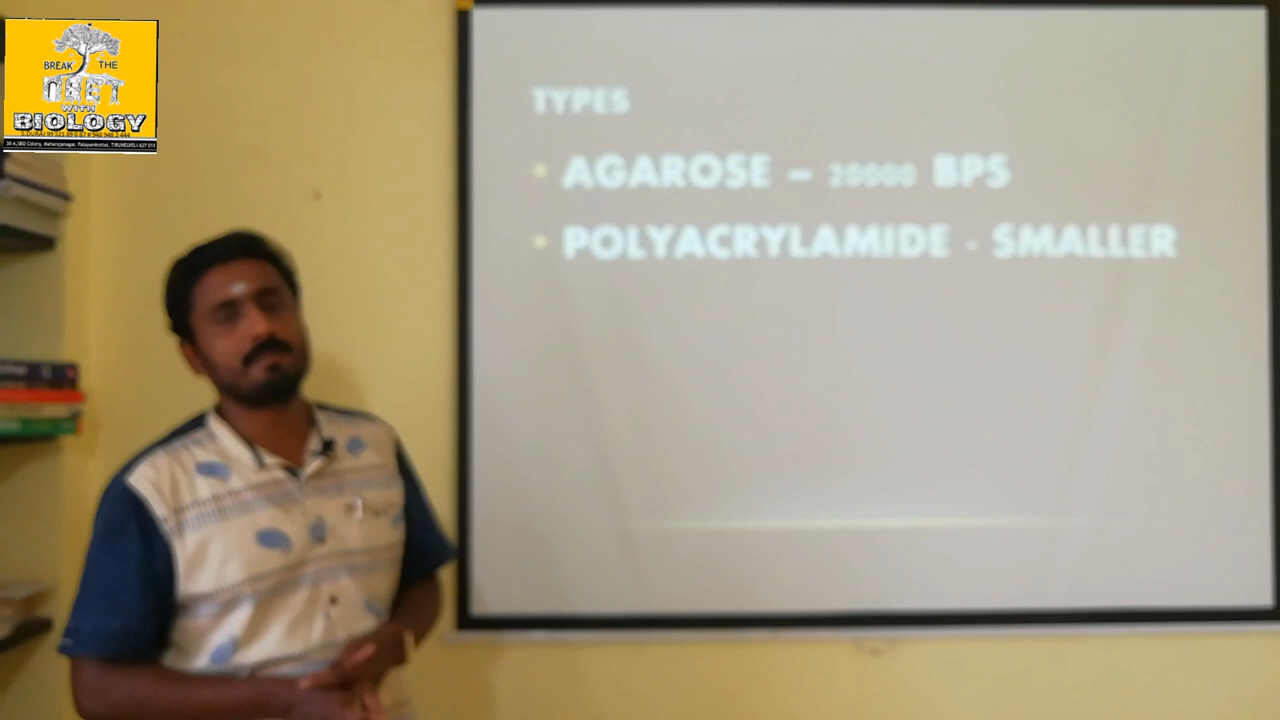 BREAK THE
NEET
WITH
BIOLOGY
TYPES
• AGAROSE – 20000 BPS
• POLYACRYLAMIDE - SMALLER